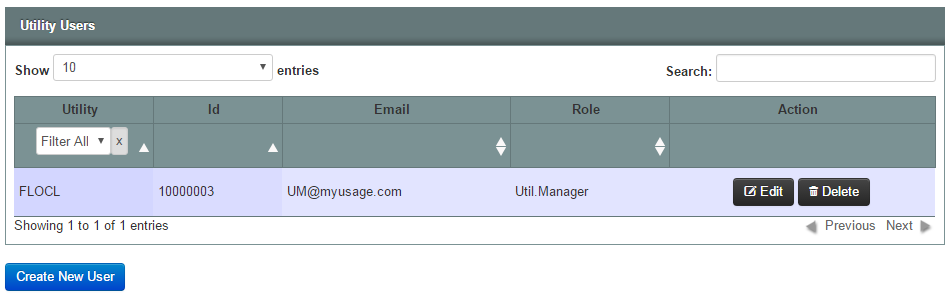 Utility Users
Show 10 entries Search:
Utility Id Email Role Action
Filter All x
FLOCL 10000003 UM@myusage.com Util.Manager Edit Delete
Showing 1 to 1 of 1 entries Previous Next
Create New User